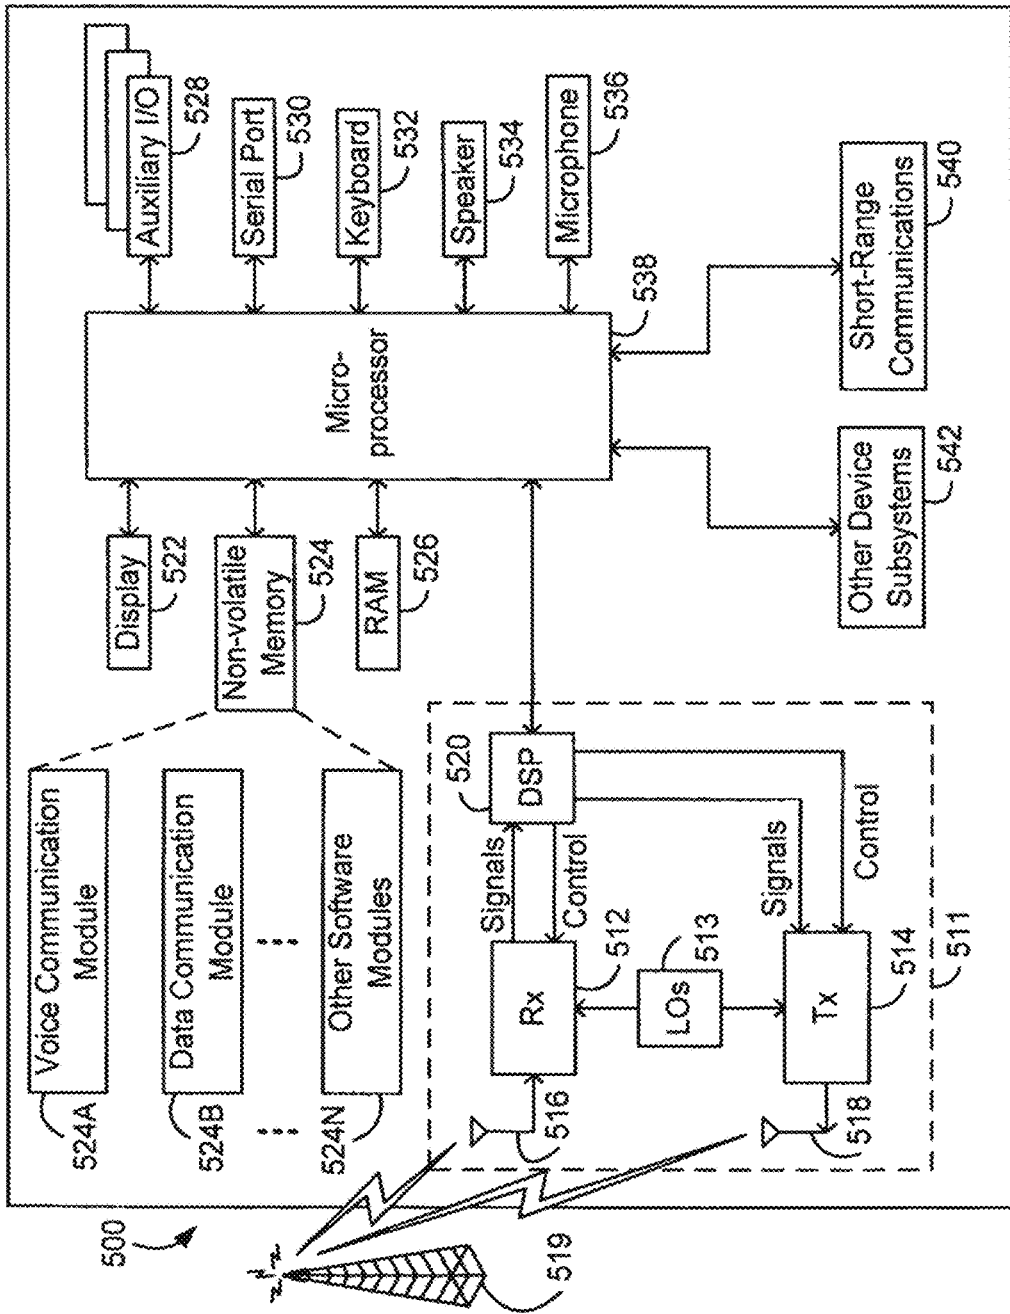 500
519
524A
Voice Communication
Module
524B
Data Communication
Module
524N
Other Software
Modules
Display
522
Non-volatile
Memory
524
RAM
526
Micro-
processor
538
Auxiliary I/O
528
Serial Port
530
Keyboard
532
Speaker
534
Microphone
536
516
Rx
512
Signals
Control
DSP
520
LOs
513
518
Tx
514
Signals
Control
511
Other Device
Subsystems
542
Short-Range
Communications
540